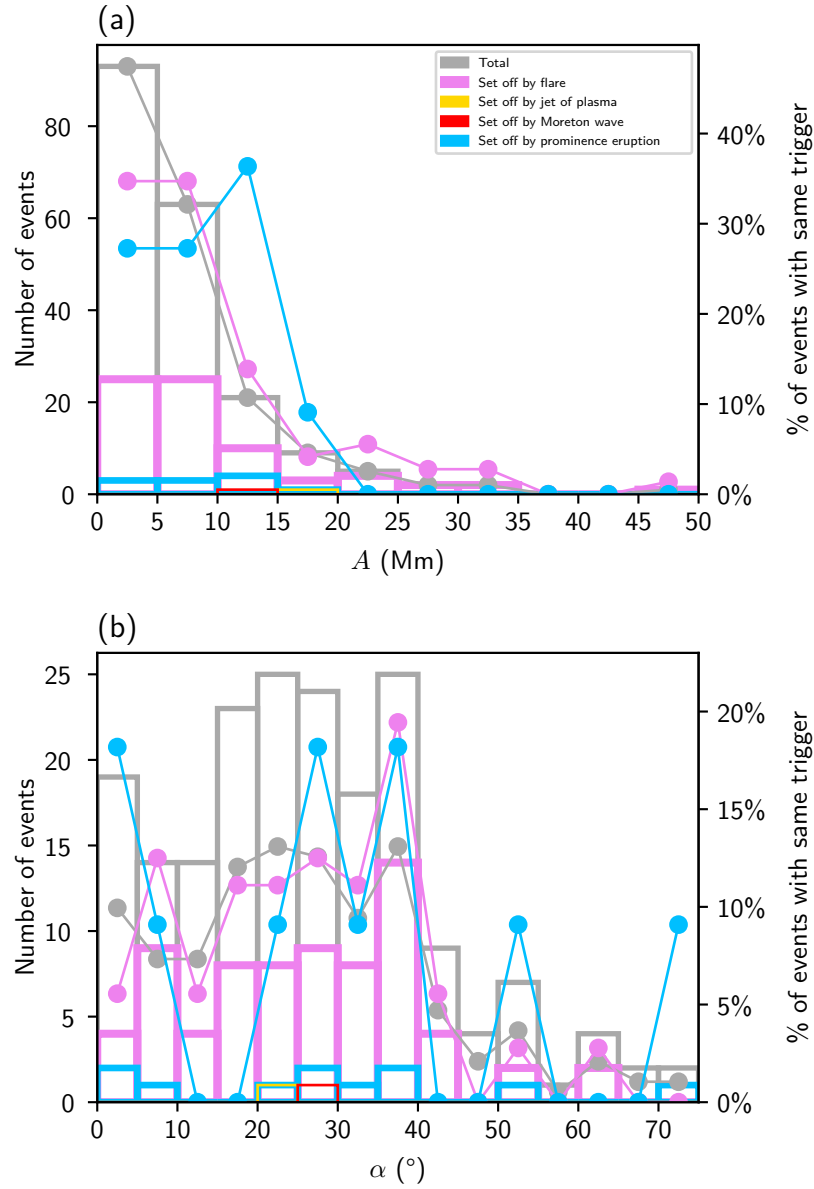 (a)
Number of events
80
60
40
20
0
Total
Set off by flare
Set off by jet of plasma
Set off by Moreton wave
Set off by prominence eruption
40%
30%
20%
10%
0%
% of events with same trigger
0 5 10 15 20 25 30 35 40 45 50
A (Mm)
(b)
Number of events
25
20
15
10
5
0
20%
15%
10%
5%
0%
% of events with same trigger
0 10 20 30 40 50 60 70
α (°)